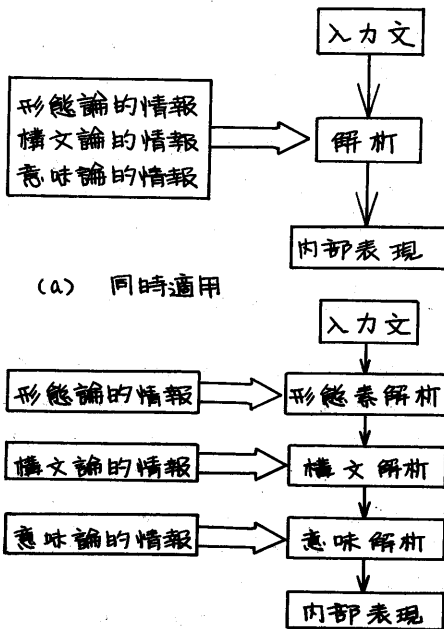 入力文
形態論的情報
構文論的情報
意味論的情報
解析
内部表現
(a) 同時適用
入力文
形態論的情報
形態素解析
構文論的情報
構文解析
意味論的情報
意味解析
内部表現